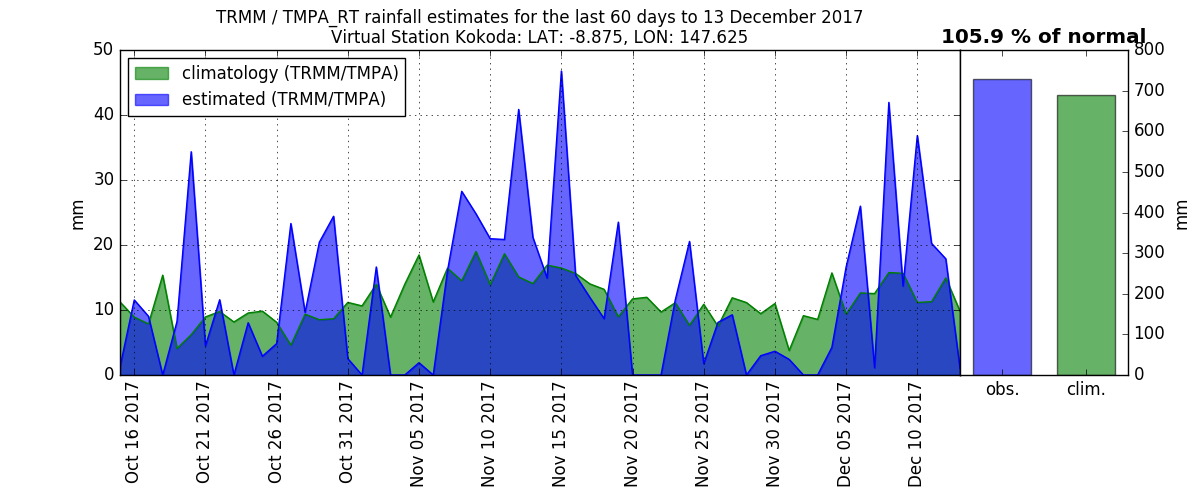 TRMM / TMPA_RT rainfall estimates for the last 60 days to 13 December 2017
Virtual Station Kokoda: LAT: -8.875, LON: 147.625
105.9 % of normal
climatology (TRMM/TMPA)
estimated (TRMM/TMPA)
50
40
30
20
10
0
mm
800
700
600
500
400
300
200
100
0
mm
obs.
clim.
Oct 16 2017
Oct 21 2017
Oct 26 2017
Oct 31 2017
Nov 05 2017
Nov 10 2017
Nov 15 2017
Nov 20 2017
Nov 25 2017
Nov 30 2017
Dec 05 2017
Dec 10 2017